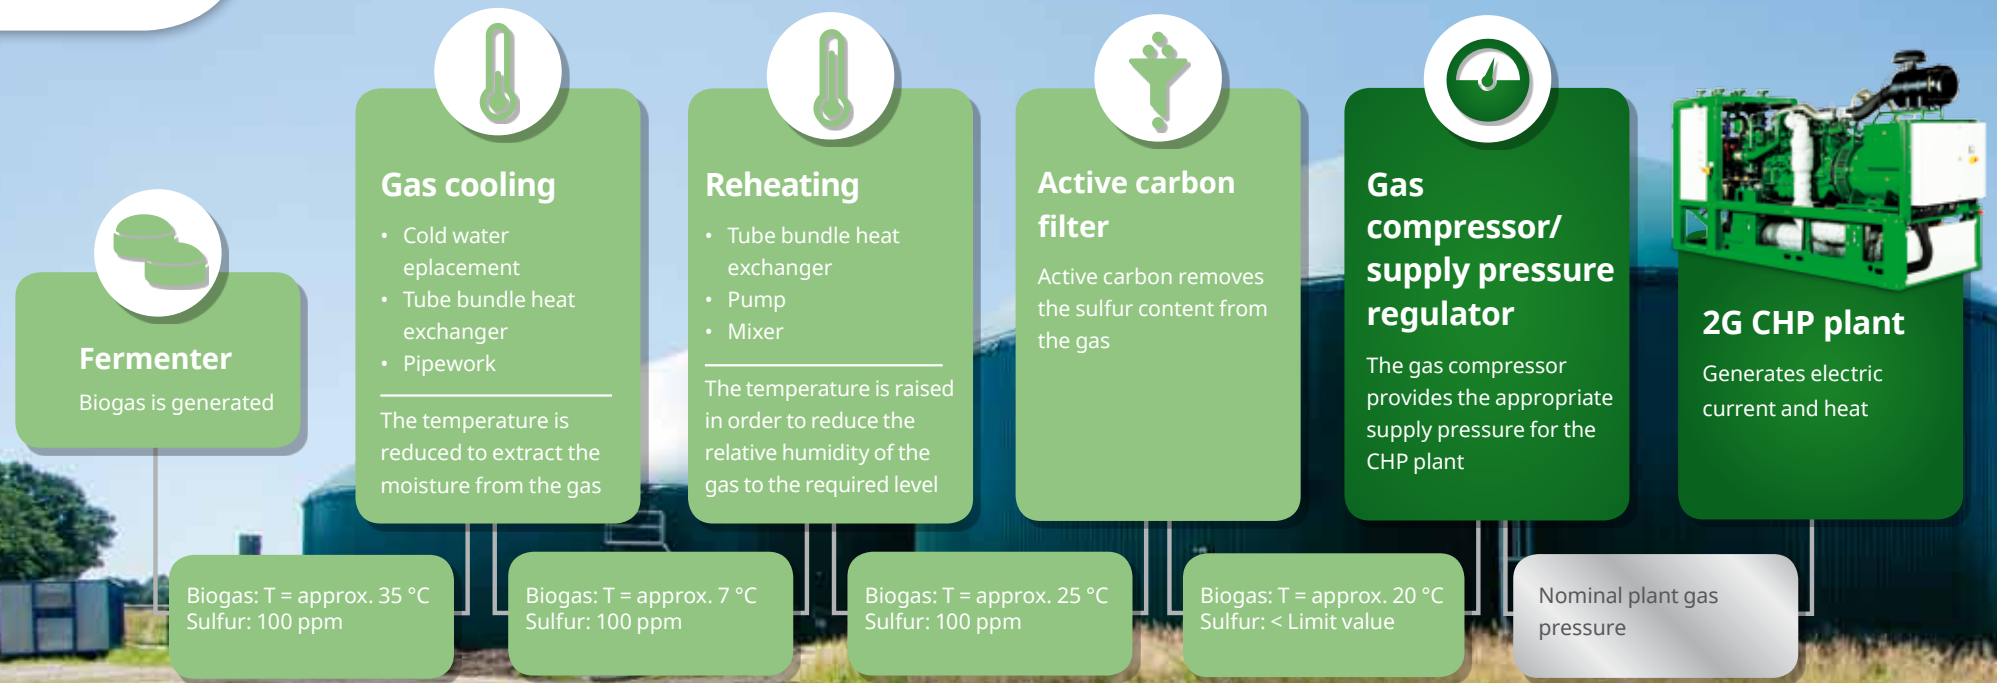 Fermenter
Biogas is generated
Gas cooling
• Cold water
eplacement
• Tube bundle heat
exchanger
• Pipework
The temperature is
reduced to extract the
moisture from the gas
Reheating
• Tube bundle heat
exchanger
• Pump
• Mixer
The temperature is raised
in order to reduce the
relative humidity of the
gas to the required level
Active carbon
filter
Active carbon removes
the sulfur content from
the gas
Gas
compressor/
supply pressure
regulator
The gas compressor
provides the appropriate
supply pressure for the
CHP plant
2G CHP plant
Generates electric
current and heat
Biogas: T = approx. 35 °C
Sulfur: 100 ppm
Biogas: T = approx. 7 °C
Sulfur: 100 ppm
Biogas: T = approx. 25 °C
Sulfur: 100 ppm
Biogas: T = approx. 20 °C
Sulfur: < Limit value
Nominal plant gas
pressure